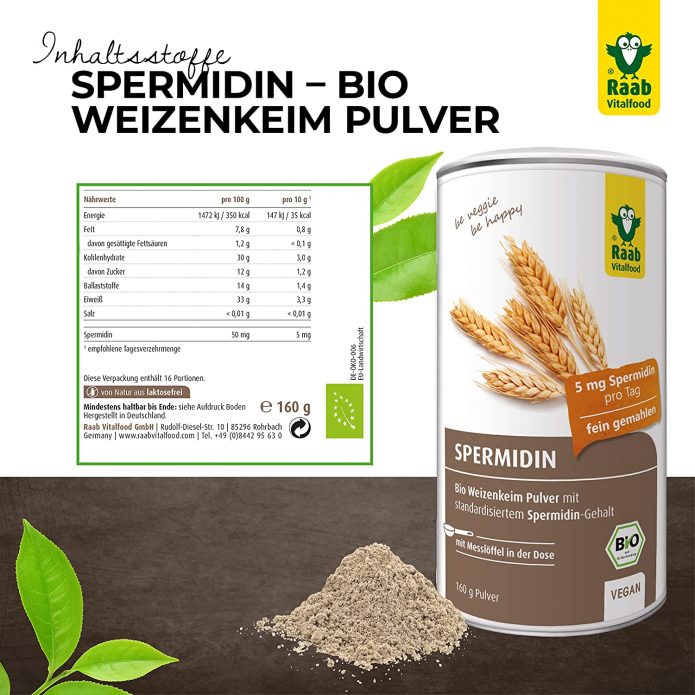 Inhaltsstoffe
SPERMIDIN – BIO
WEIZENKEIM PULVER
® Raab
Vitalfood
Nährwerte pro 100 g pro 10 g ¹
Energie 1472 kJ / 350 kcal 147 kJ / 35 kcal
Fett 7,8 g 0,8 g
davon gesättigte Fettsäuren 1,2 g < 0,1 g
Kohlenhydrate 30 g 3,0 g
davon Zucker 12 g 1,2 g
Ballaststoffe 14 g 1,4 g
Eiweiß 33 g 3,3 g
Salz < 0,01 g < 0,01 g
Spermidin 50 mg 5 mg
¹ empfohlene Tagesverzehrmenge
Diese Verpackung enthält 16 Portionen.
von Natur aus laktosefrei
Mindestens haltbar bis Ende: siehe Aufdruck Boden
Hergestellt in Deutschland.
℮ 160 g
Raab Vitalfood GmbH | Rudolf-Diesel-Str. 10 | 85296 Rohrbach
Germany | www.raabvitalfood.com | Tel. +49 (0)8442 95 63 0
DE-ÖKO-006
EU-Landwirtschaft
be veggie
be happy
® Raab
Vitalfood
5 mg Spermidin
pro Tag
fein gemahlen
SPERMIDIN
Bio Weizenkeim Pulver mit
standardisiertem Spermidin-Gehalt
mit Messlöffel in der Dose
160 g Pulver
Bio
VEGAN